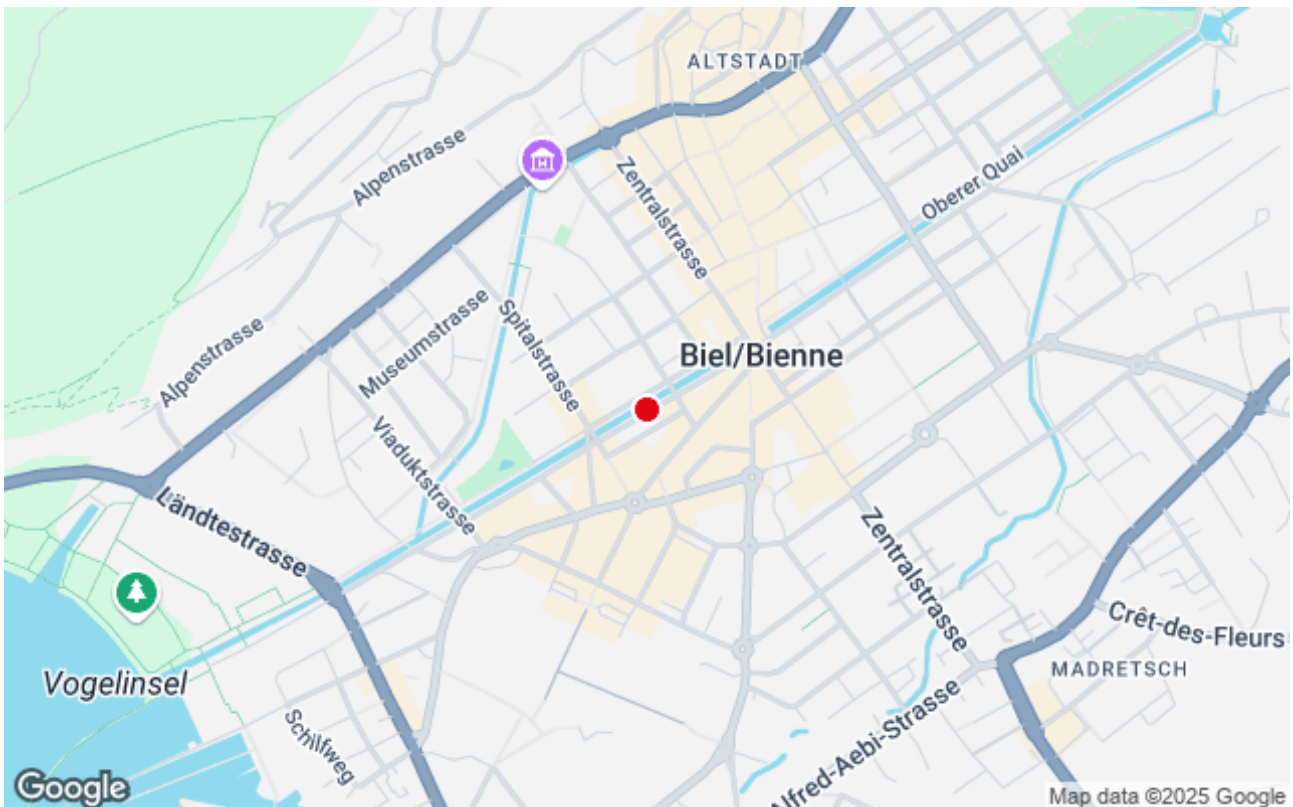 ALTSTADT
Alpenstrasse
Zentralstrasse
Oberer Quai
Alpenstrasse
Museumstrasse
Spitalstrasse
Biel/Bienne
Viaduktstrasse
Ländtestrasse
Zentralstrasse
Crêt-des-Fleurs
MADRETSCH
Vogelinsel
Schilfweg
Alfred-Aebi-Strasse
Google
Map data ©2025 Google